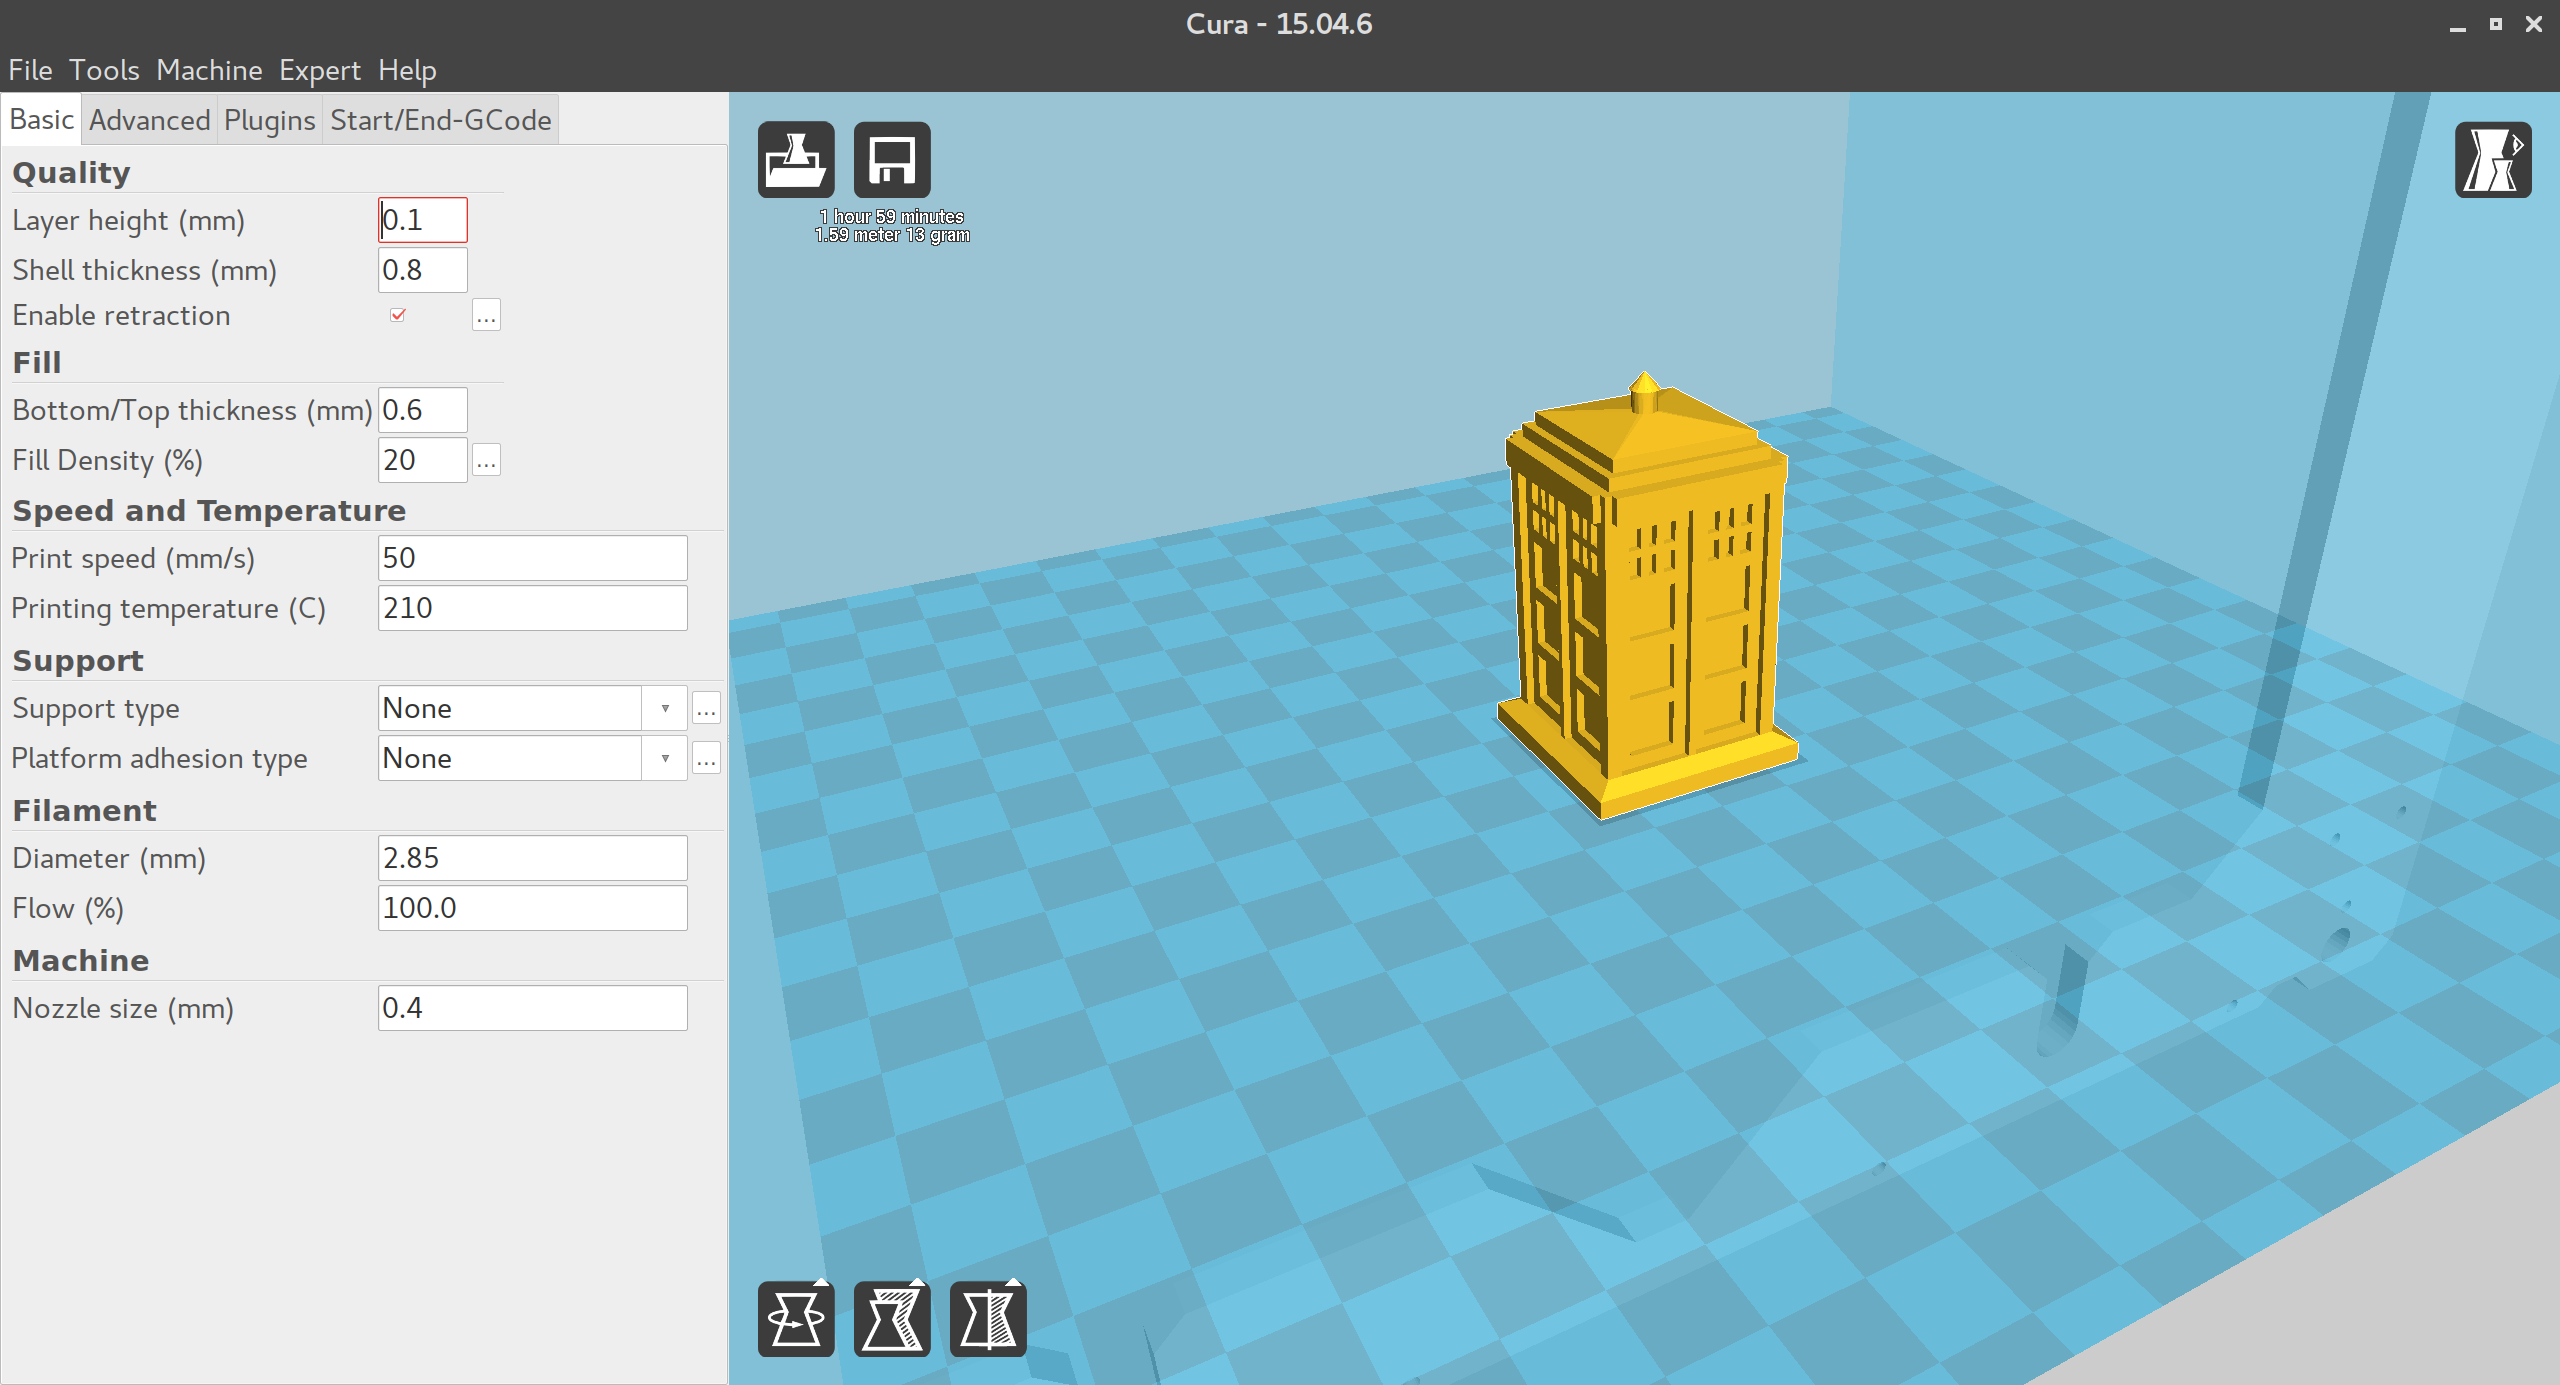 Cura - 15.04.6
File Tools Machine Expert Help
Basic Advanced Plugins Start/End-GCode
Quality
Layer height (mm) 0.1
Shell thickness (mm) 0.8
Enable retraction ...
Fill
Bottom/Top thickness (mm) 0.6
Fill Density (%) 20 ...
Speed and Temperature
Print speed (mm/s) 50
Printing temperature (C) 210
Support
Support type None ...
Platform adhesion type None ...
Filament
Diameter (mm) 2.85
Flow (%) 100.0
Machine
Nozzle size (mm) 0.4
1 hour 59 minutes
1.59 meter 13 gram